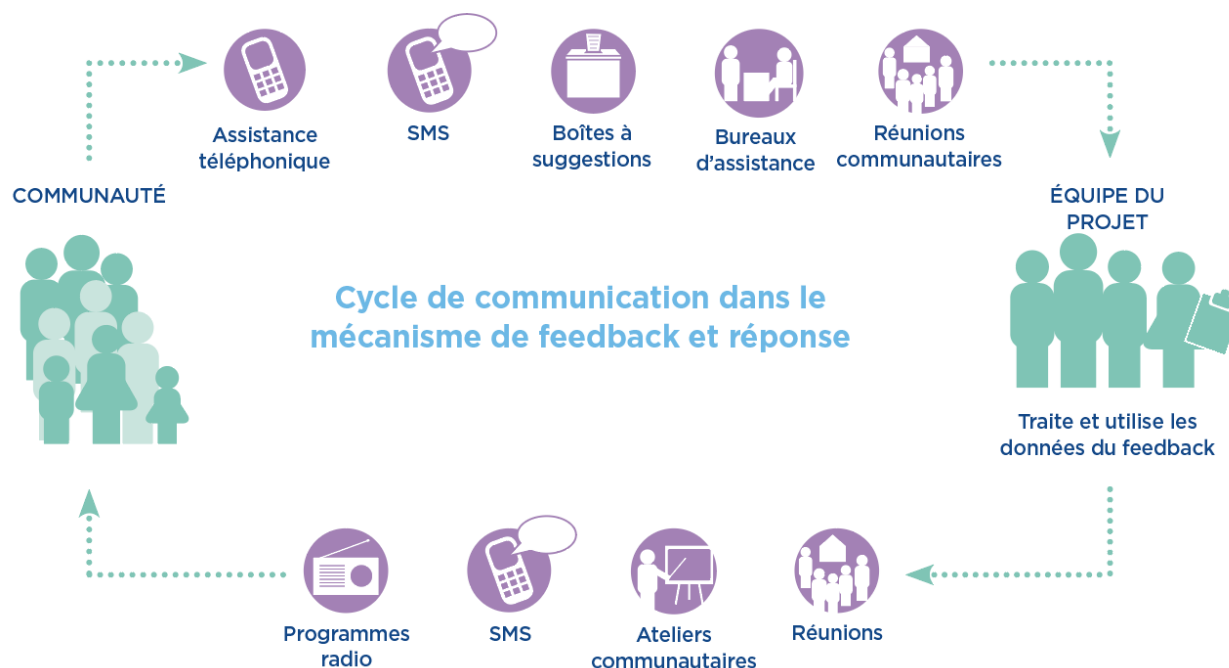 Assistance
téléphonique
SMS
Boîtes à
suggestions
Bureaux
d'assistance
Réunions
communautaires
COMMUNAUTÉ
ÉQUIPE DU
PROJET
Cycle de communication dans le
mécanisme de feedback et réponse
Traite et utilise les
données du feedback
Programmes
radio
SMS
Ateliers
communautaires
Réunions